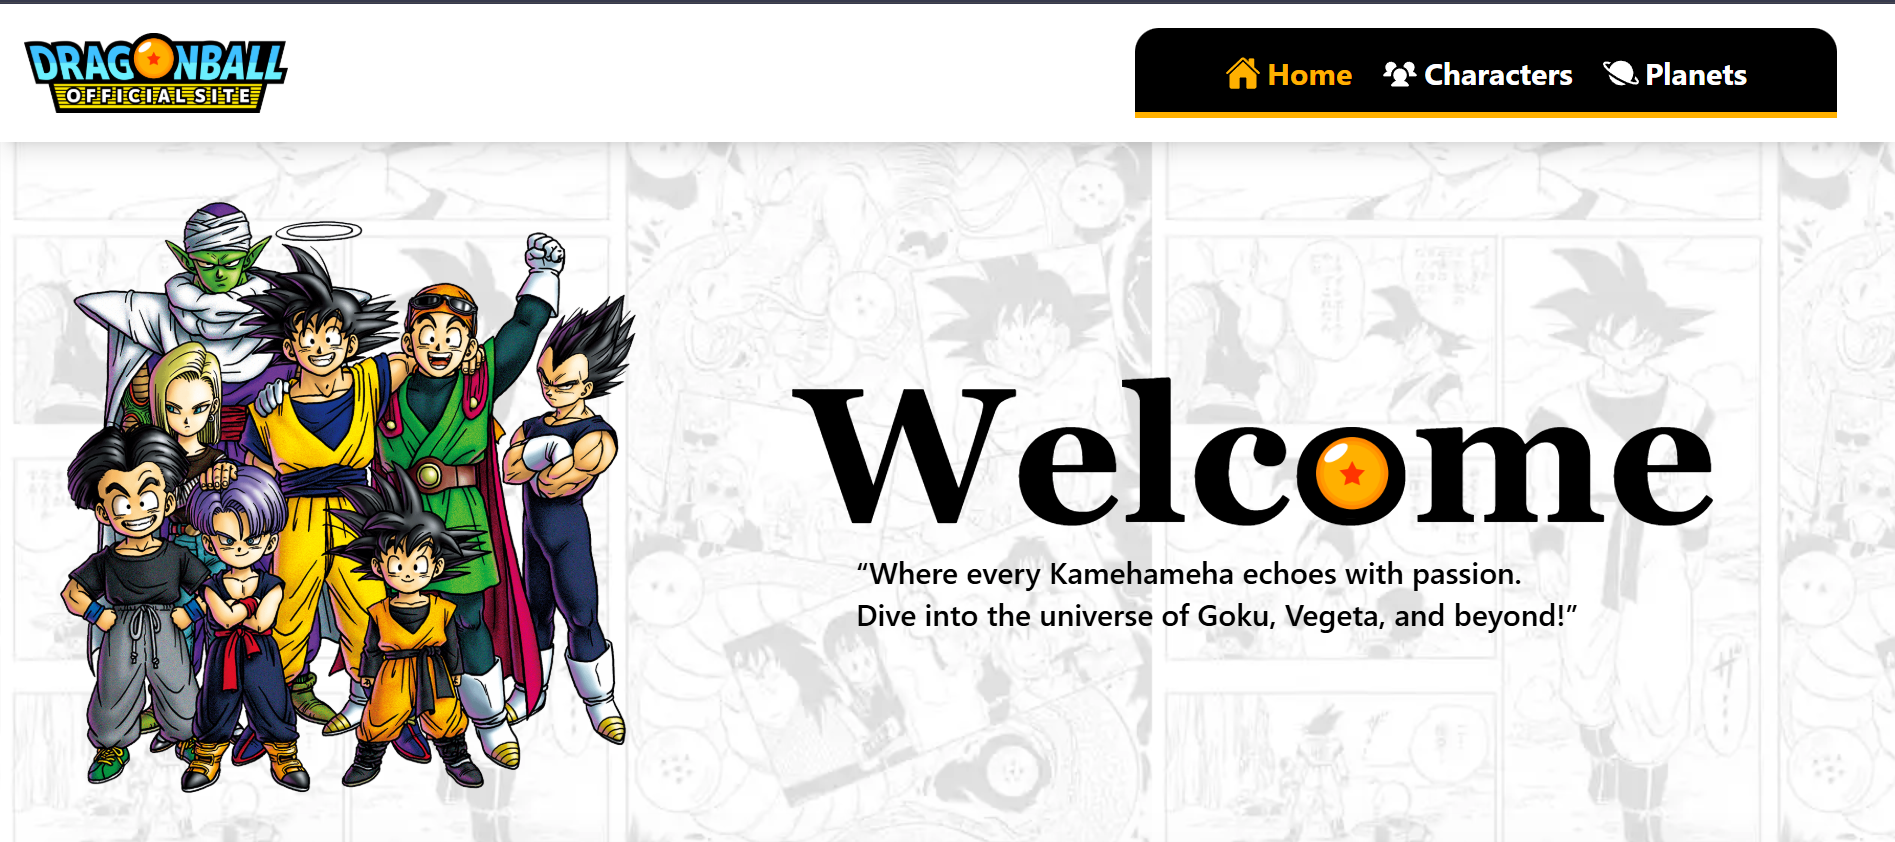 DRAGONBALL
OFFICIAL SITE
Home Characters Planets
Welcome
“Where every Kamehameha echoes with passion.
Dive into the universe of Goku, Vegeta, and beyond!”